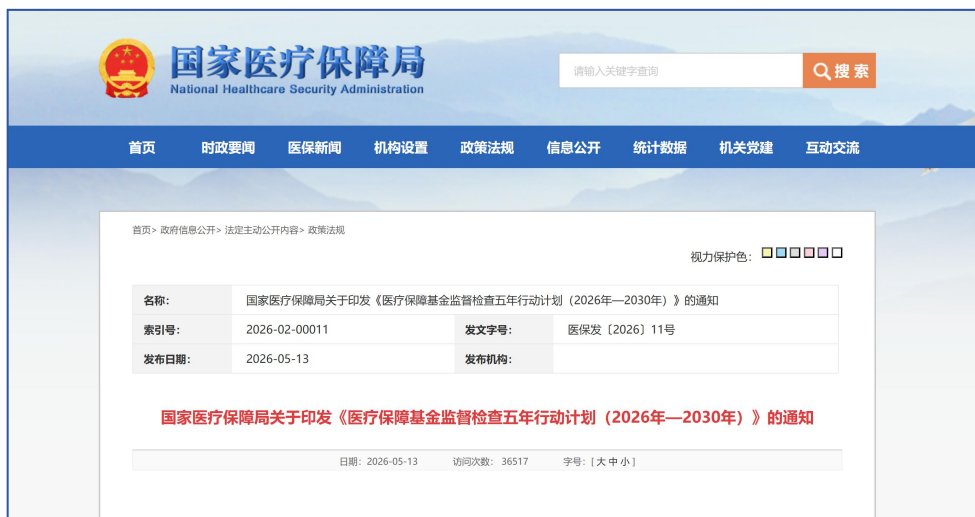 国家医疗保障局
National Healthcare Security Administration
请输入关键字查询
搜索
首页 时政要闻 医保新闻 机构设置 政策法规 信息公开 统计数据 机关党建 互动交流
首页> 政府信息公开> 法定主动公开内容> 政策法规
视力保护色：
名称： 国家医疗保障局关于印发《医疗保障基金监督检查五年行动计划（2026年—2030年）》的通知
索引号： 2026-02-00011 发文字号： 医保发〔2026〕11号
发布日期： 2026-05-13 发布机构：
国家医疗保障局关于印发《医疗保障基金监督检查五年行动计划（2026年—2030年）》的通知
日期：2026-05-13 访问次数： 36517 字号：[ 大 中 小 ]